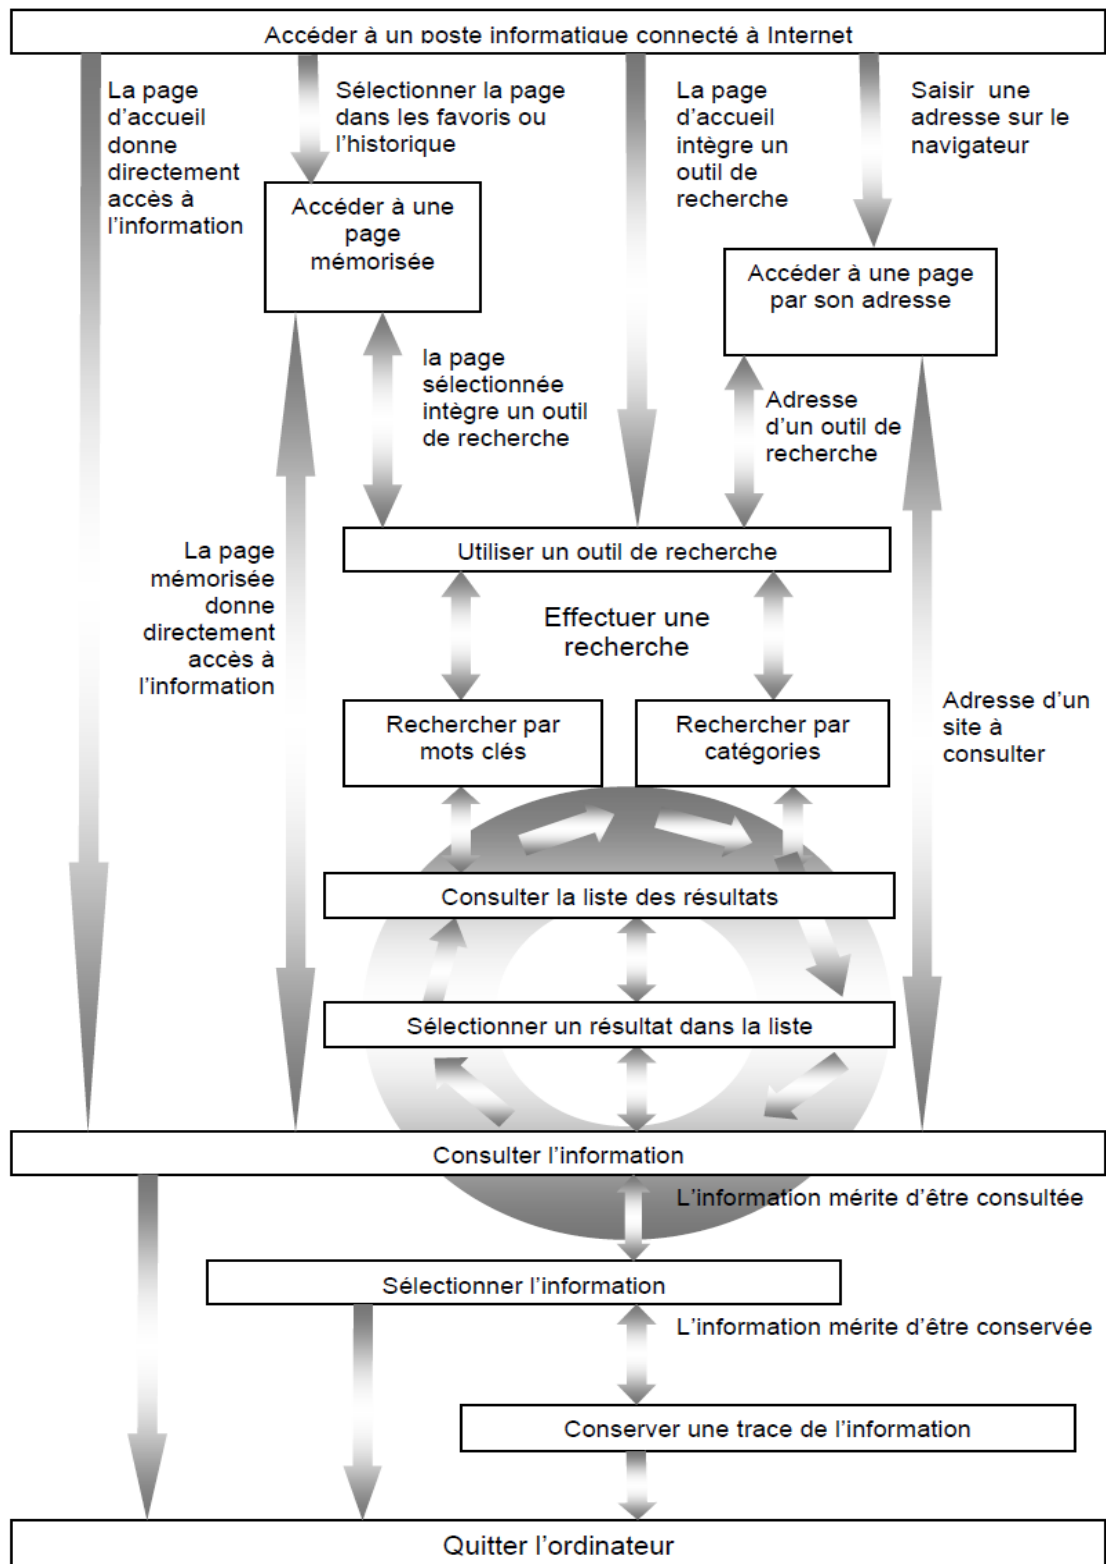 Accéder à un poste informatique connecté à Internet
La page
d'accueil
donne
directement
accès à
l'information
Sélectionner la page
dans les favoris ou
l'historique
La page
d'accueil
intègre un
outil de
recherche
Saisir une
adresse sur le
navigateur
Accéder à une
page
mémorisée
Accéder à une page
par son adresse
la page
sélectionnée
intègre un outil
de recherche
Adresse
d'un outil de
recherche
Utiliser un outil de recherche
La page
mémorisée
donne
directement
accès à
l'information
Effectuer une
recherche
Rechercher par
mots clés
Rechercher par
catégories
Adresse d'un
site à
consulter
Consulter la liste des résultats
Sélectionner un résultat dans la liste
Consulter l'information
L'information mérite d'être consultée
Sélectionner l'information
L'information mérite d'être conservée
Conserver une trace de l'information
Quitter l'ordinateur